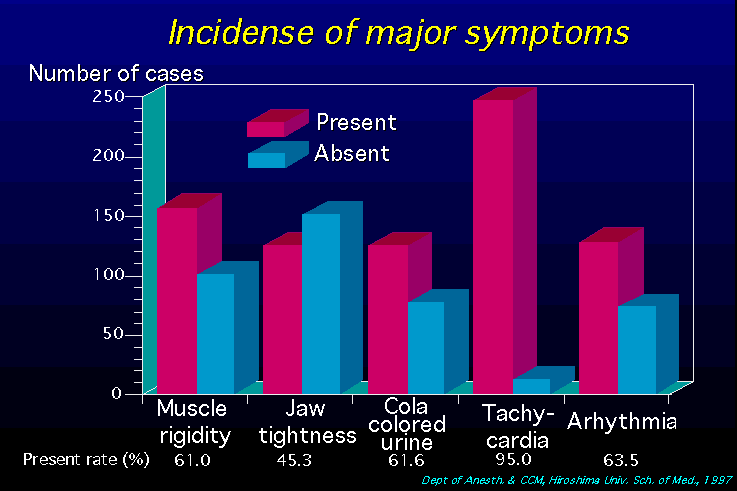 Incidense of major symptoms
Number of cases
250
200
150
100
50
0
Present
Absent
Muscle
rigidity
Jaw
tightness
Cola
colored
urine
Tachy-
cardia
Arhythmia
Present rate (%) 61.0 45.3 61.6 95.0 63.5
Dept of Anesth. & CCM, Hiroshima Univ. Sch. of Med., 1997